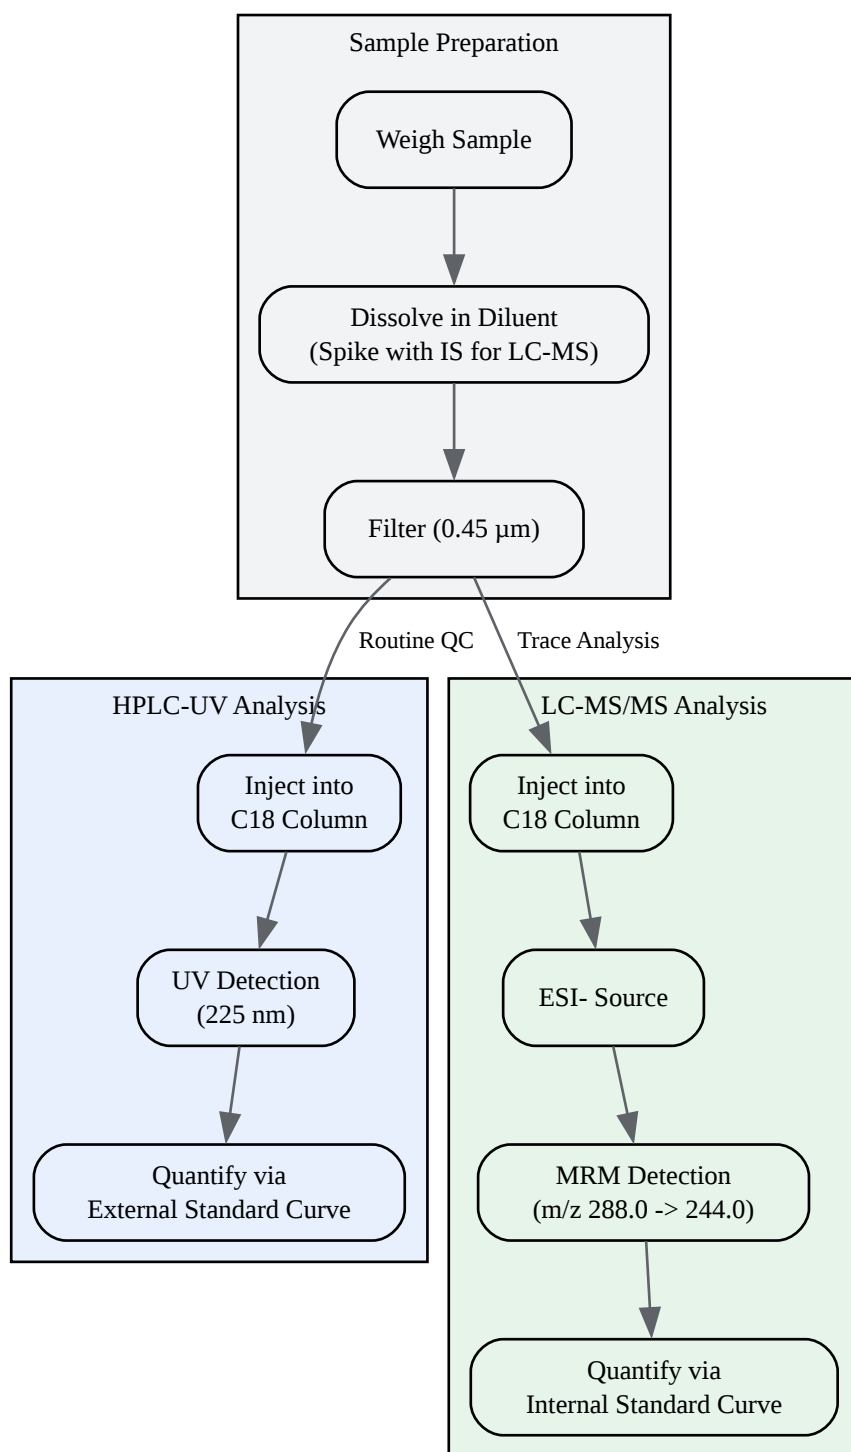 Sample Preparation
Weigh Sample
Dissolve in Diluent
(Spike with IS for LC-MS)
Filter (0.45 µm)
Routine QC
Trace Analysis
HPLC-UV Analysis
Inject into
C18 Column
UV Detection
(225 nm)
Quantify via
External Standard Curve
LC-MS/MS Analysis
Inject into
C18 Column
ESI- Source
MRM Detection
(m/z 288.0 -> 244.0)
Quantify via
Internal Standard Curve